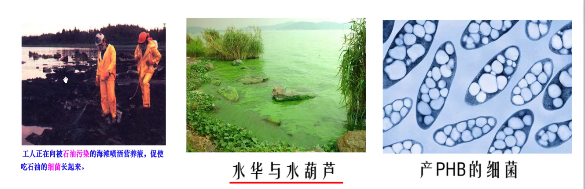 工人正在向被石油污染的海滩喷洒营养液，促使
吃石油的细菌长起来。
水华与水葫芦
产PHB的细菌